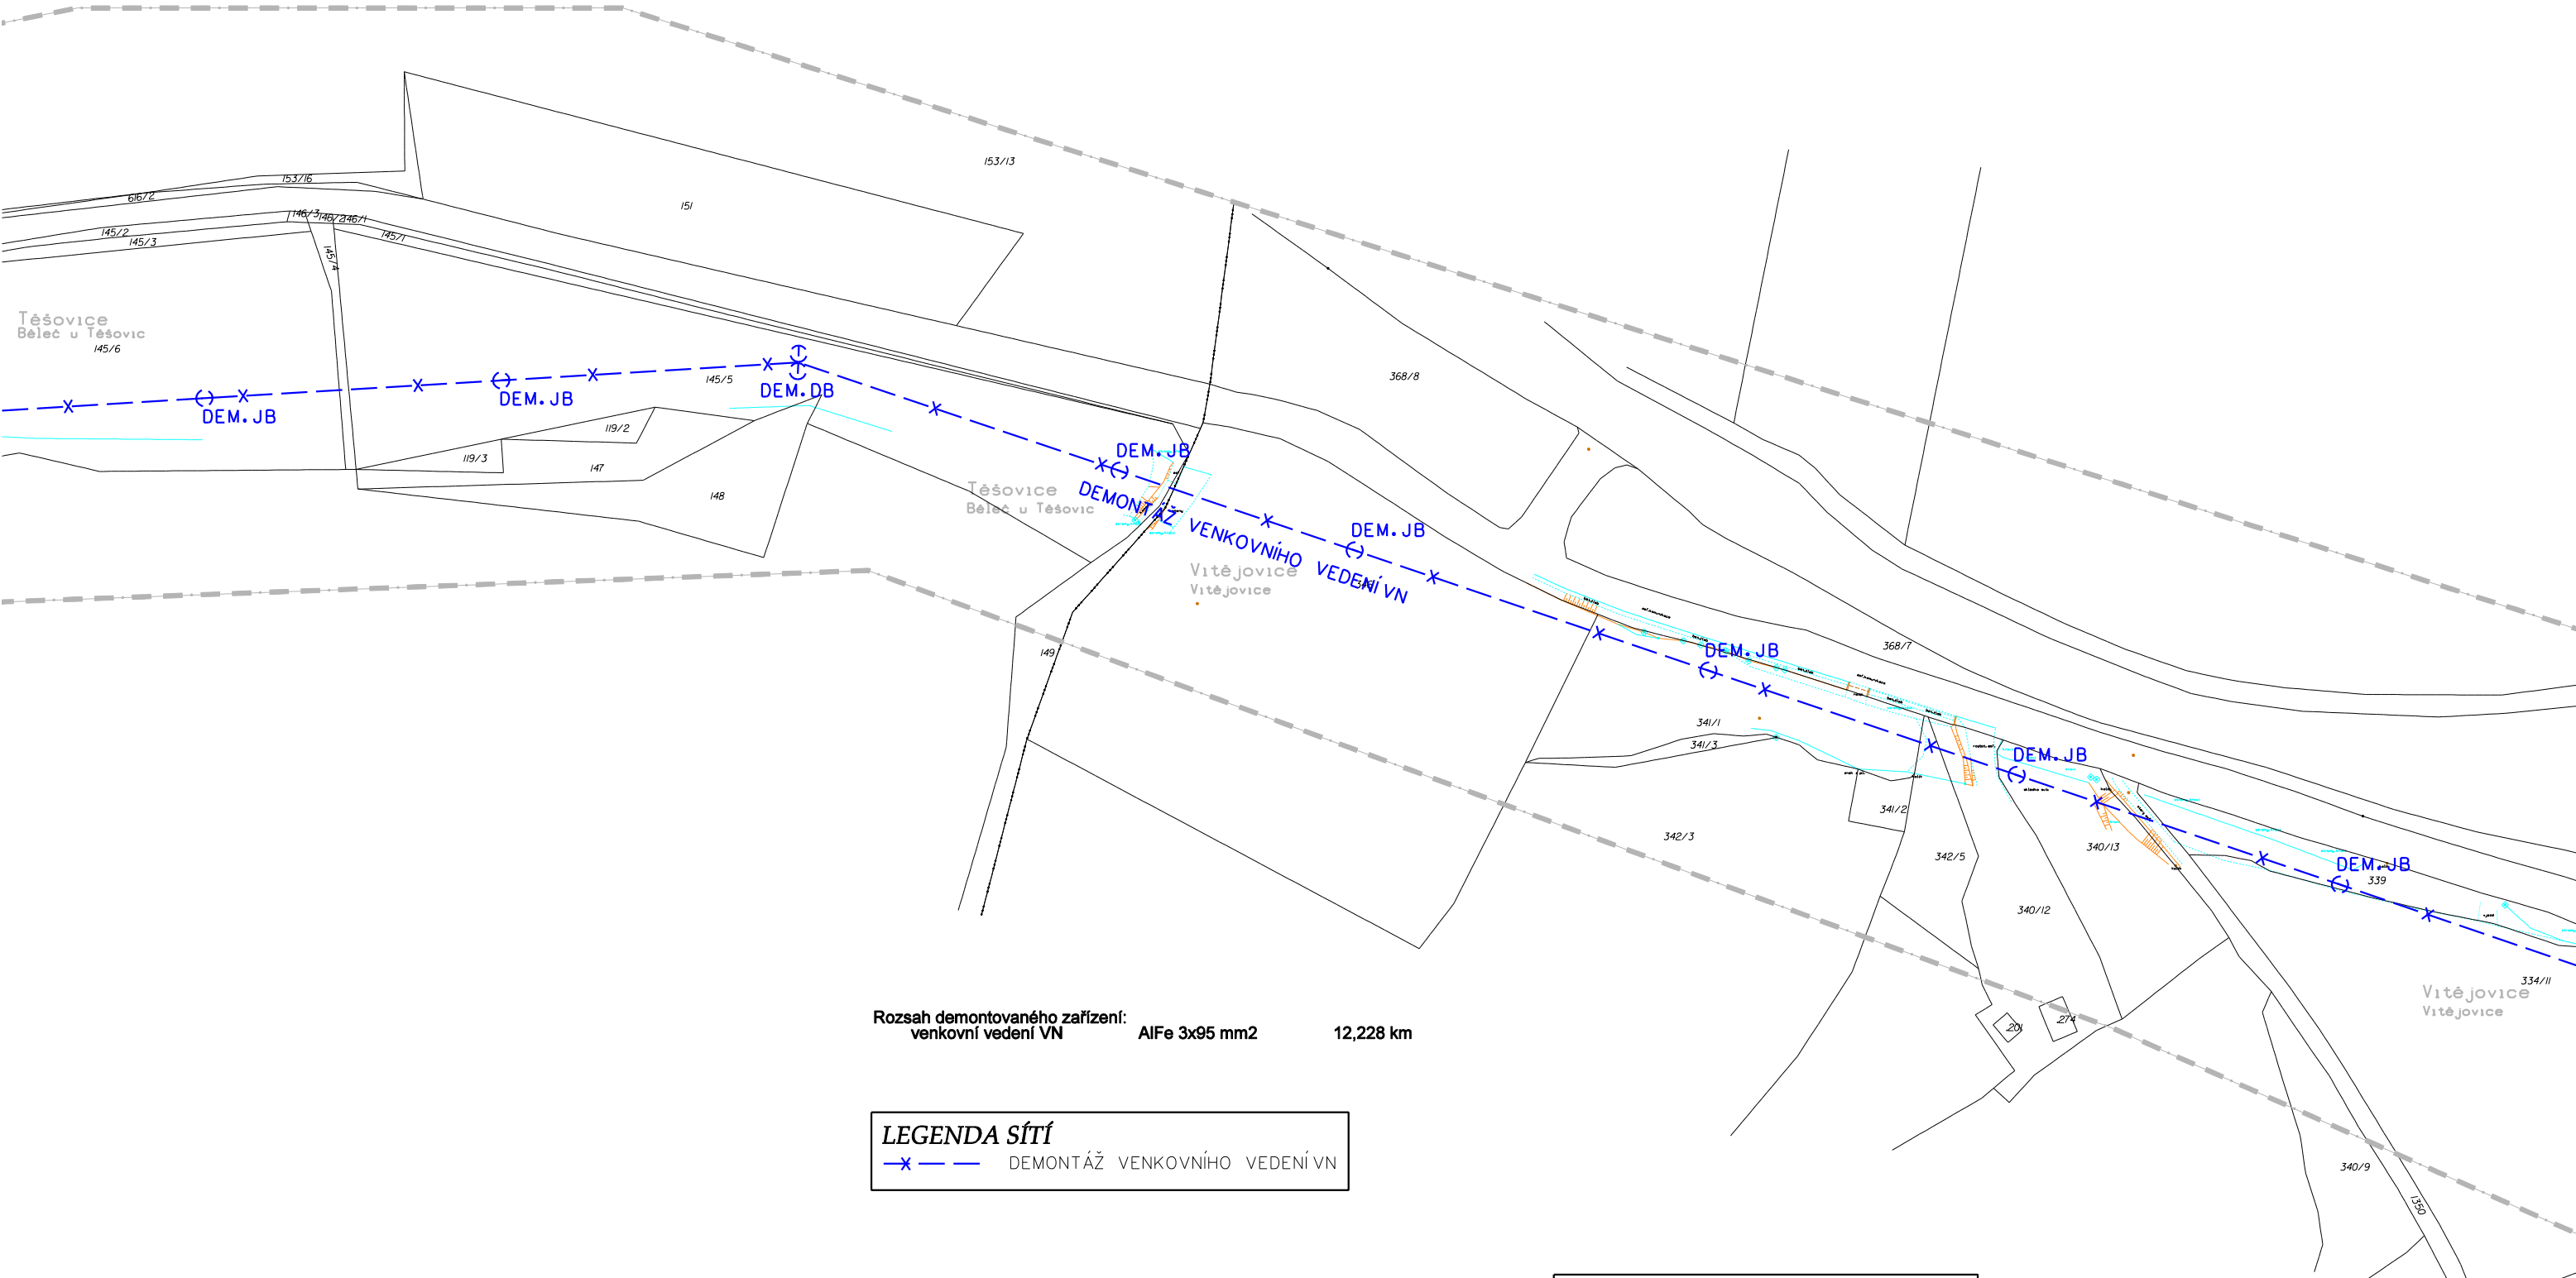 153/13
153/16
616/2
151
146/3
146/2
146/1
145/2
145/1
145/3
145/4
Těšovice
Běleč u Těšovic
145/6
368/8
145/5
DEM.DB
DEM.JB
DEM.JB
119/2
DEM.JB
119/3
147
Těšovice
Běleč u Těšovic
148
DEMONTÁŽ VENKOVNÍHO VEDENÍ VN
DEM.JB
Vitějovice
Vitějovice
149
368/7
DEM.JB
341/1
341/3
DEM.JB
341/2
342/3
342/5
340/13
DEM.JB
339
340/12
334/11
Vitějovice
Vitějovice
201
274
Rozsah demontovaného zařízení:
venkovní vedení VN AlFe 3x95 mm2 12,228 km
LEGENDA SÍTÍ
DEMONTÁŽ VENKOVNÍHO VEDENÍ VN
340/9
1350